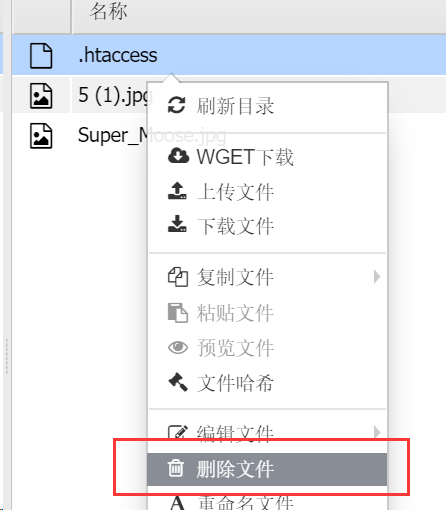 名称
.htaccess
5 (1).jpg
Super_Moose.jpg
刷新目录
WGET下载
上传文件
下载文件
复制文件
粘贴文件
预览文件
文件哈希
编辑文件
删除文件
重命名文件